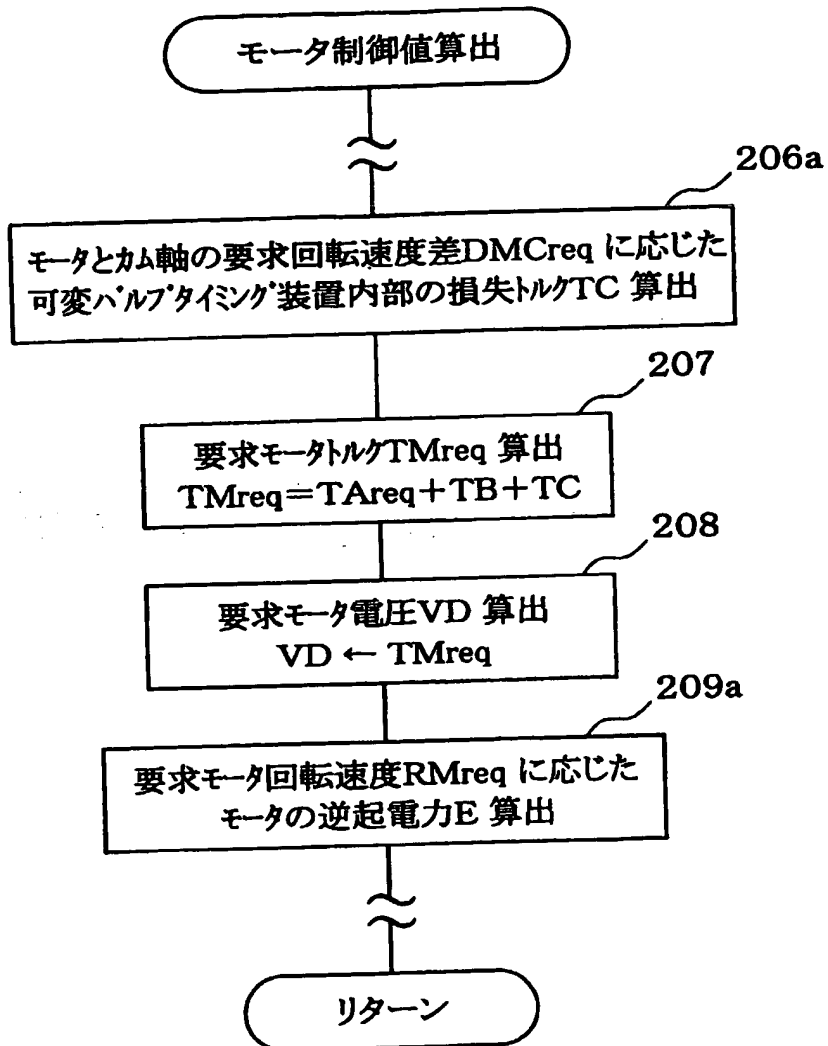 モータ制御値算出
206a
モータとカム軸の要求回転速度差DMCreq に応じた
可変バルブタイミング装置内部の損失トルクTC 算出
207
要求モータトルクTMreq 算出
TMreq=TAreq+TB+TC
208
要求モータ電圧VD 算出
VD ← TMreq
209a
要求モータ回転速度RMreq に応じた
モータの逆起電力E 算出
リターン